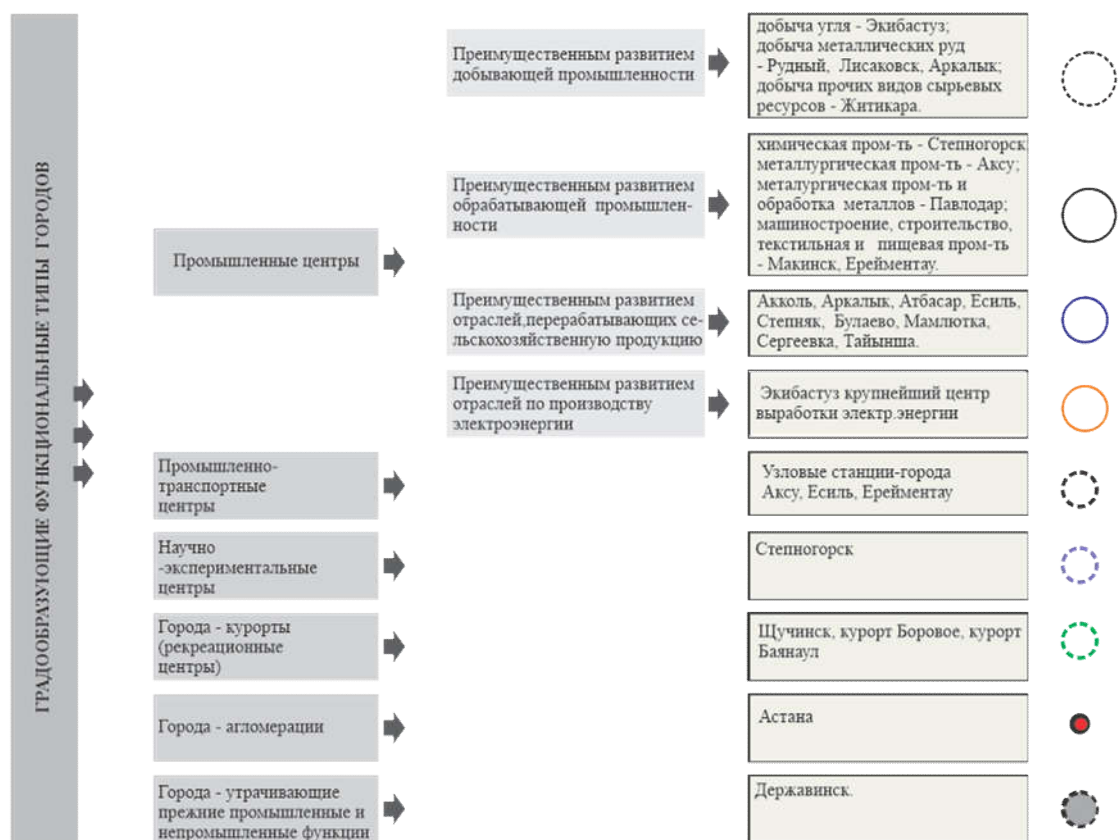 ГРАДООБРАЗУЮЩИЕ ФУНКЦИОНАЛЬНЫЕ ТИПЫ ГОРОДОВ
Промышленные центры
Преимущественным развитием
добывающей промышленности
добыча угля - Экибастуз;
добыча металлических руд
- Рудный, Лисаковск, Аркалык;
добыча прочих видов сырьевых
ресурсов - Житикара.
Преимущественным развитием
обрабатывающей промышлен-
ности
химическая пром-ть - Степногорск;
металлургическая пром-ть - Аксу;
металургическая пром-ть и
обработка металлов - Павлодар;
машиностроение, строительство,
текстильная и пищевая пром-ть
- Макинск, Ерейментау.
Преимущественным развитием
отраслей,перерабатывающих се-
льскохозяйственную продукцию
Акколь, Аркалык, Атбасар, Есиль,
Степняк, Булаево, Мамлютка,
Сергеевка, Тайынша.
Преимущественным развитием
отраслей по производству
электроэнергии
Экибастуз крупнейший центр
выработки электр.энергии
Промышленно-
транспортные
центры
Узловые станции-города
Аксу, Есиль, Ерейментау
Научно
-экспериментальные
центры
Степногорск
Города - курорты
(рекреационные
центры)
Щучинск, курорт Боровое, курорт
Баянаул
Города - агломерации
Астана
Города - утрачивающие
прежние промышленные и
непромышленные функции
Державинск.